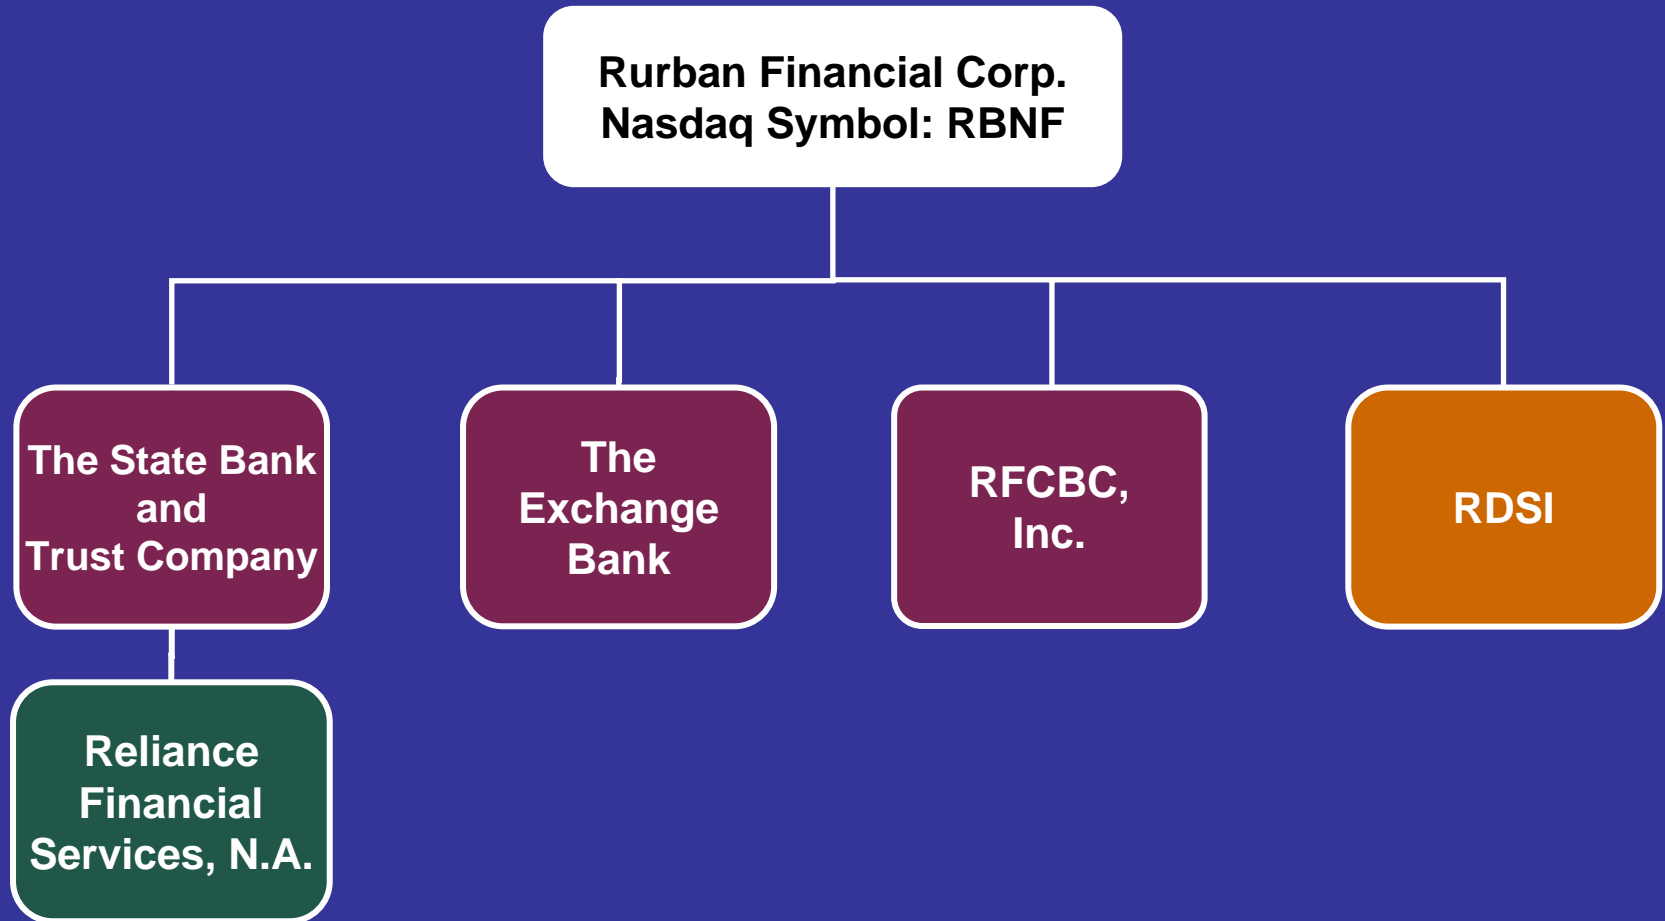 Rurban Financial Corp.
Nasdaq Symbol: RBNF
The State Bank
and
Trust Company
The
Exchange
Bank
RFCBC,
Inc.
RDSI
Reliance
Financial
Services, N.A.